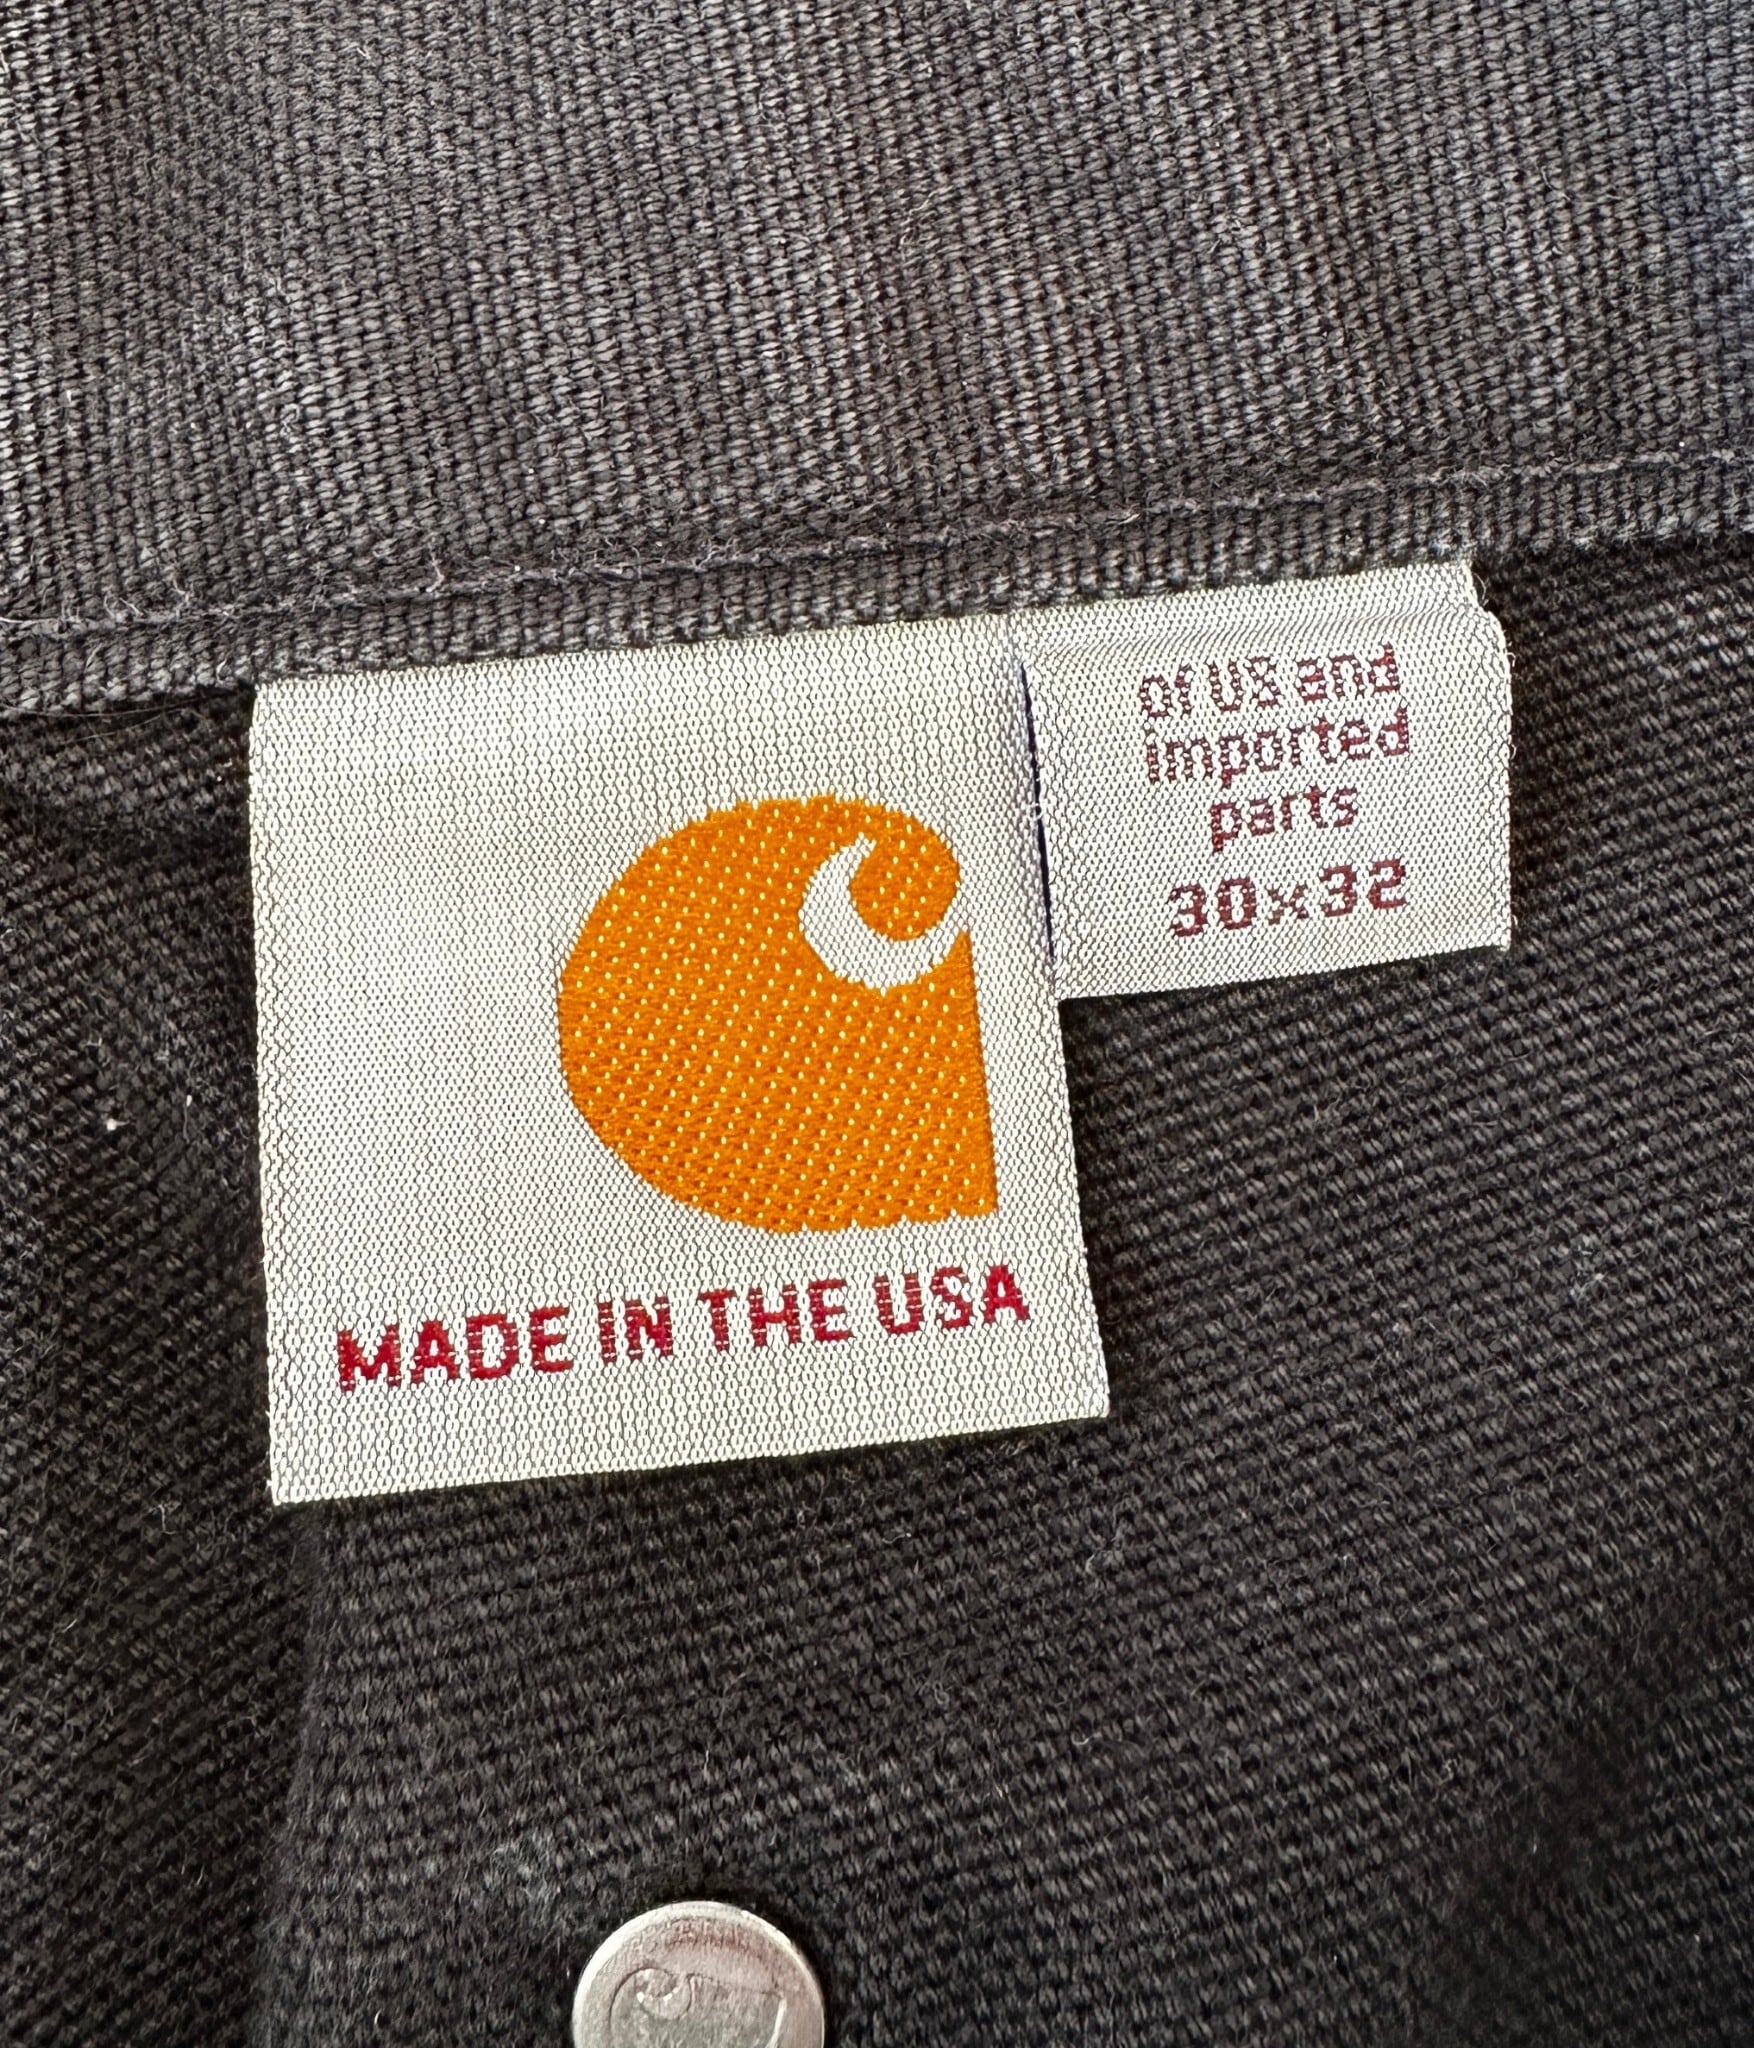 MADE IN THE USA
Of US and
imported
parts
30x32